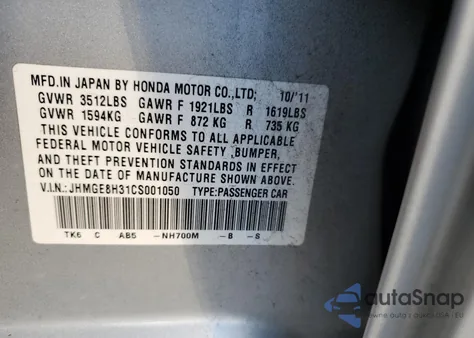 MFD.IN JAPAN BY HONDA MOTOR CO.,LTD; 10/'11
GVWR 3512LBS GAWR F 1921LBS R 1619LBS
GVWR 1594KG GAWR F 872 KG R 735 KG
THIS VEHICLE CONFORMS TO ALL APPLICABLE
FEDERAL MOTOR VEHICLE SAFETY ,BUMPER,
AND THEFT PREVENTION STANDARDS IN EFFECT
ON THE DATE OF MANUFACTURE SHOWN ABOVE.
V.I.N.: JHMGE8H31CS001050 TYPE:PASSENGER CAR
TK6 C AB5 -NH700M -B -S
autoSnap